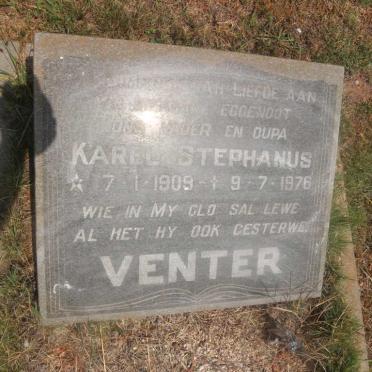 LIEFDE AAN
EGGENOOT
VADER EN OUPA
KAREL STEPHANUS
7-1-1909 - † 9-7-1976
WIE IN MY GLO SAL LEWE
AL HET HY OOK GESTERWE
VENTER